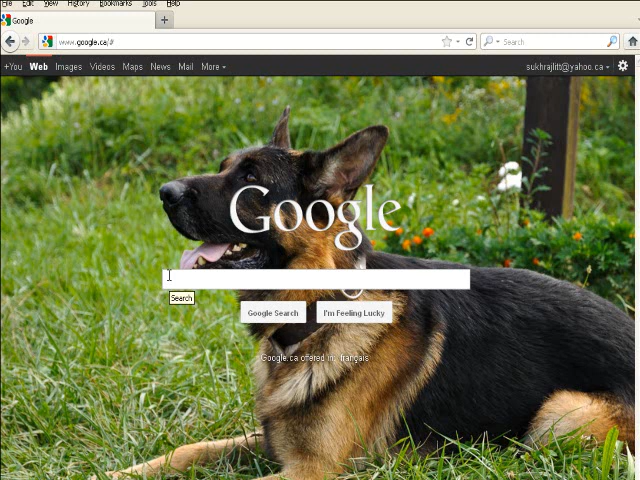 File Edit View History Bookmarks Tools Help
Google
www.google.ca/#
Search
+You Web Images Videos Maps News Mail More
sukhrajlitt@yahoo.ca
Google
Search
Google Search I'm Feeling Lucky
Google.ca offered in: français